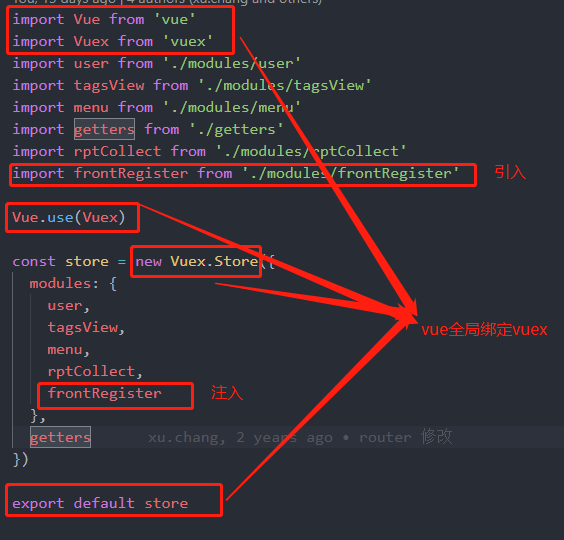 You, 15 days ago | 4 authors (xu.chang and others)
import Vue from 'vue'
import Vuex from 'vuex'
import user from './modules/user'
import tagsView from './modules/tagsView'
import menu from './modules/menu'
import getters from './getters'
import rptCollect from './modules/rptCollect'
import frontRegister from './modules/frontRegister'
引入
Vue.use(Vuex)
const store = new Vuex.Store({
modules: {
user,
tagsView,
menu,
rptCollect,
frontRegister
注入
vue全局绑定vuex
},
getters
xu.chang, 2 years ago • router 修改
})
export default store